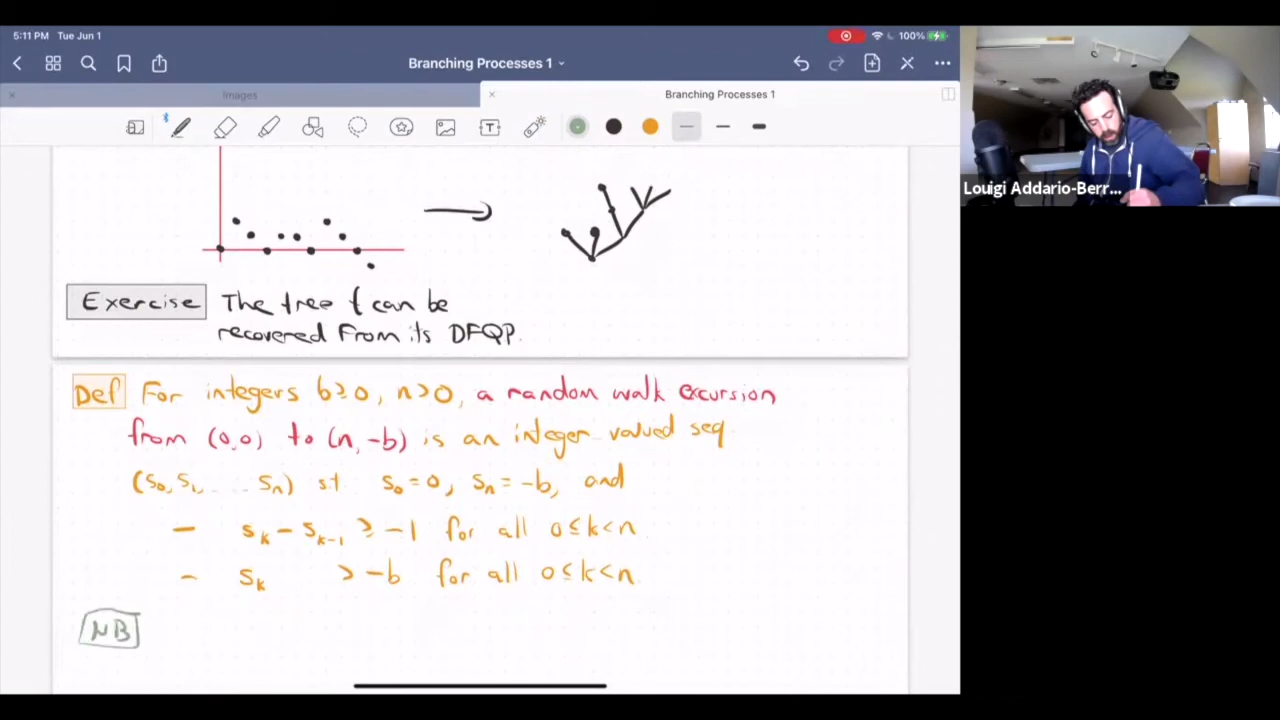 5:11 PM Tue Jun 1
100%
Branching Processes 1
Images
Branching Processes 1
Exercise The tree t can be
recovered From its DFQP.
Def For integers b≥0, n>0, a random walk excursion
from (0,0) to (n,-b) is an integer-valued seq
(s₀,s₁, ... sₙ) st s₀=0, sₙ=-b, and
- sₖ - sₖ₋₁ ≥ -1 for all 0≤k<n
- sₖ > -b for all 0≤k<n.
NB
Louigi Addario-Berr...